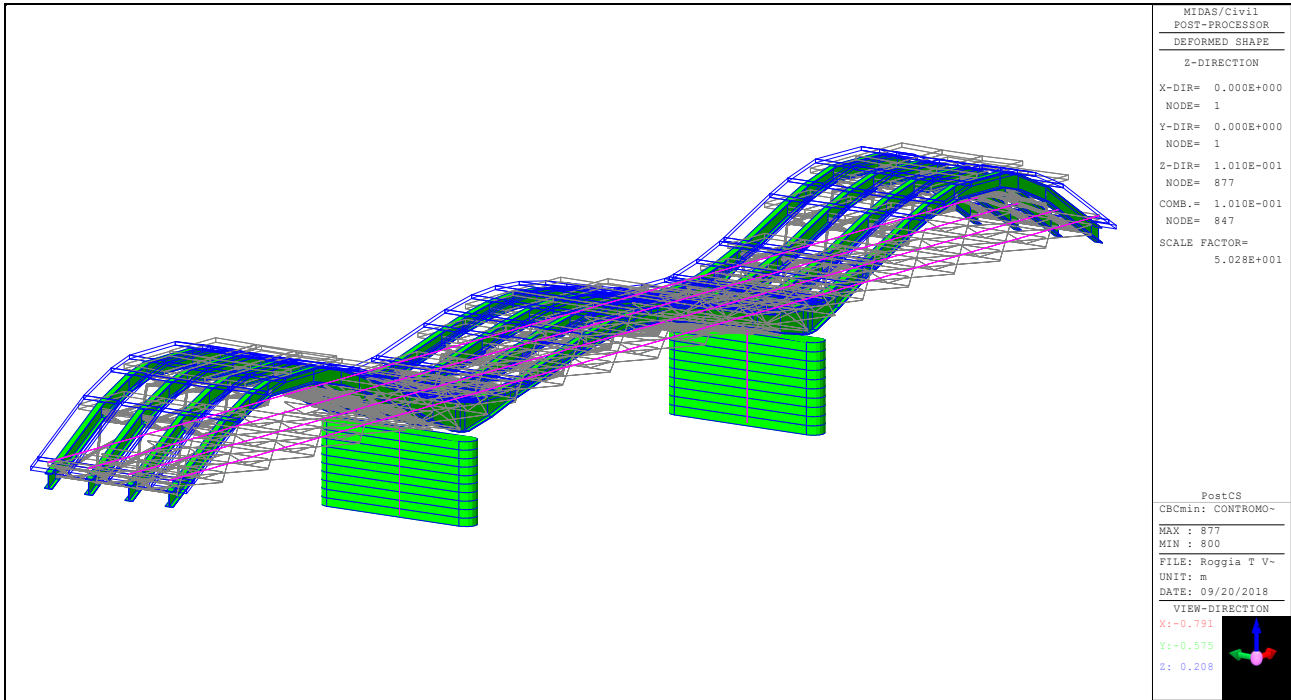 MIDAS/Civil
POST-PROCESSOR
DEFORMED SHAPE
Z-DIRECTION
X-DIR= 0.000E+000
NODE= 1
Y-DIR= 0.000E+000
NODE= 1
Z-DIR= 1.010E-001
NODE= 877
COMB.= 1.010E-001
NODE= 847
SCALE FACTOR=
5.028E+001
PostCS
CBCmin: CONTROMO~
MAX : 877
MIN : 800
FILE: Roggia T V~
UNIT: m
DATE: 09/20/2018
VIEW-DIRECTION
X:-0.791
Y:-0.575
Z: 0.208